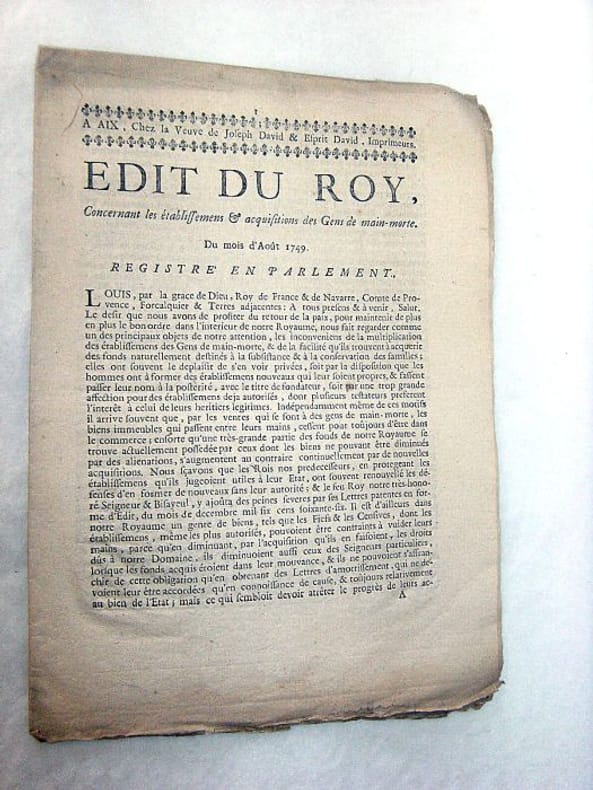 1
A AIX, Chez la Veuve de Joseph David & Esprit David, Imprimeurs.
EDIT DU ROY,
Concernant les établissemens & acquisitions des Gens de main-morte.
Du mois d'Août 1749.
REGISTRE' EN PARLEMENT.
LOUIS, par la grace de Dieu, Roy de France & de Navarre, Comte de Pro-
vence, Forcalquier & Terres adjacentes: A tous presens & à venir, Salut.
Le desir que nous avons de profiter du retour de la paix, pour maintenir de plus
en plus le bon ordre dans l'interieur de notre Royaume, nous fait regarder comme
un des principaux objets de notre attention, les inconveniens de la multiplication
des établissemens des Gens de main-morte, & de la facilité qu'ils trouvent à acquerir
des fonds naturellement destinés à la subsistance & à la conservation des familles;
elles ont souvent le deplaisir de s'en voir privées, soit par la disposition que les
hommes ont à former des établissement nouveaux qui leur soient propres, & fassent
passer leur nom à la posterité, avec le titre de fondateur, soit par une trop grande
affection pour des établissemens deja autorisés, dont plusieurs testateurs preferent
l'interêt à celui de leurs heritiers legitimes. Indépendamment même de ces motifs
il arrive souvent que, par les ventes qui se font à des gens de main-morte, les
biens immeubles qui passent entre leurs mains, cessent pour toujours d'être dans
le commerce; ensorte qu'une très-grande partie des fonds de notre Royaume se
trouve actuellement possedée par ceux dont les biens ne pouvant être diminués
par des alienations, s'augmentent au contraire continuellement par de nouvelles
acquisitions. Nous sçavons que les Rois nos predecesseurs, en protegeant les
établissemens qu'ils jugeoient utiles à leur Etat, ont souvent renouvellé les dé-
fenses d'en former de nouveaux sans leur autorité; & le feu Roy notre très-hono-
ré Seigneur & Bisayeul, y ajoûta des peines severes par ses Lettres patentes en for-
me d'Edit, du mois de decembre mil six cens soixante-six. Il est d'ailleurs dans
notre Royaume un genre de biens, tels que les Fiefs & les Censives, dont les
établissemens, même les plus autorisés, pouvoient être contraints à vuider leurs
mains, parce qu'en diminuant, par l'acquisition qu'ils en faisoient, les droits
dûs à notre Domaine, ils diminuoient aussi ceux des Seigneurs particuliers,
lorsque les fonds acquis étoient dans leur mouvance, & ils ne pouvoient s'affran-
chir de cette obligation qu'en obtenant des Lettres d'amortissement, qui ne de-
voient leur être accordées qu'en connoissance de cause, & toujours relativement
au bien de l'Etat; mais ce qui sembloit devoir arrêter le progrès de leurs ac-
A